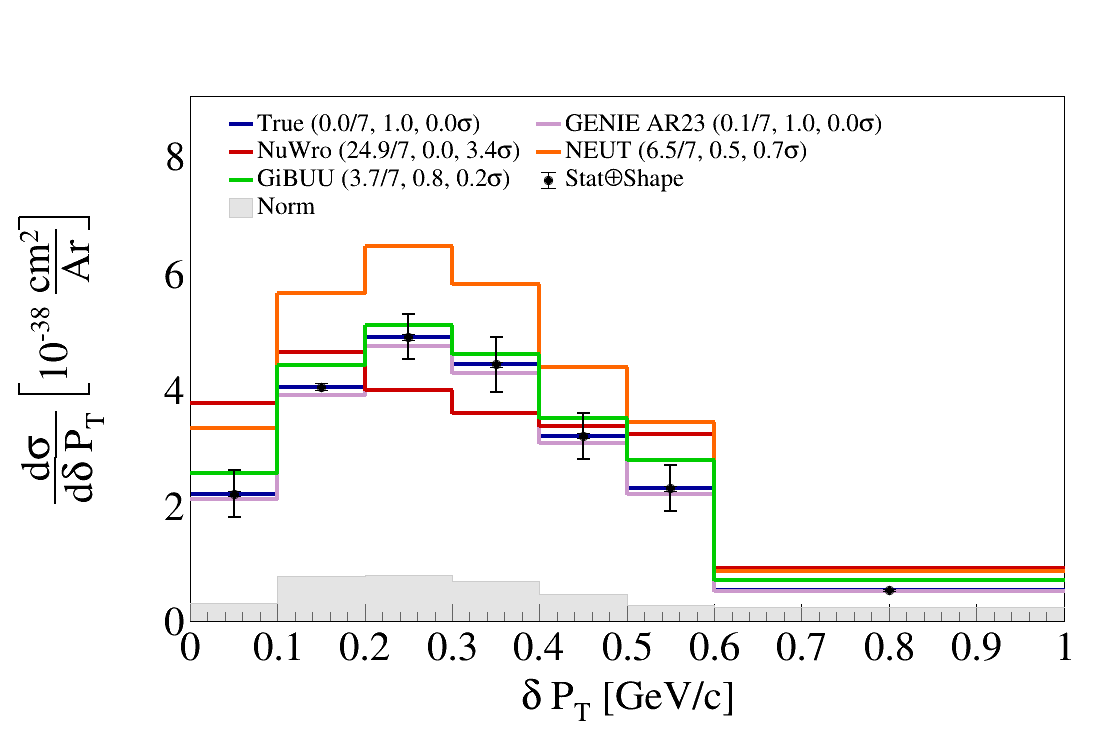 True (0.0/7, 1.0, 0.0σ)
GENIE AR23 (0.1/7, 1.0, 0.0σ)
NuWro (24.9/7, 0.0, 3.4σ)
NEUT (6.5/7, 0.5, 0.7σ)
GiBUU (3.7/7, 0.8, 0.2σ)
Stat⊕Shape
Norm
8
6
4
2
0
dσ/dδP_T [10^-38 cm^2/Ar]
0 0.1 0.2 0.3 0.4 0.5 0.6 0.7 0.8 0.9 1
δ P_T [GeV/c]